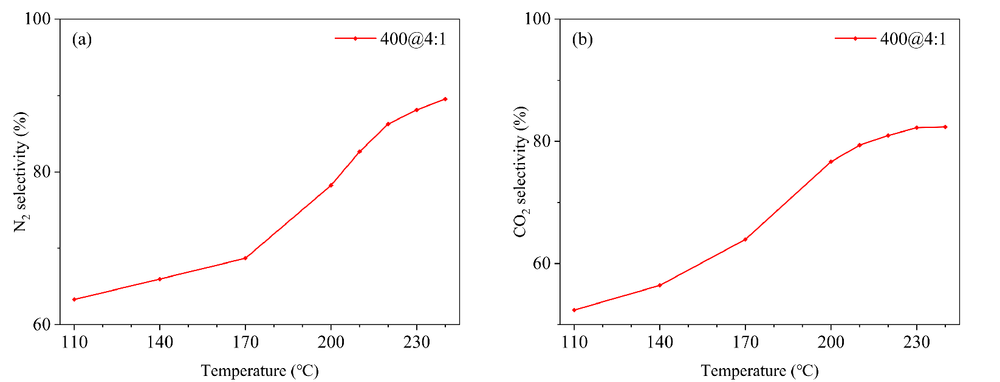 (a)
400@4:1
100
80
60
N2 selectivity (%)
110 140 170 200 230
Temperature (℃)
(b)
400@4:1
100
80
60
CO2 selectivity (%)
110 140 170 200 230
Temperature (℃)